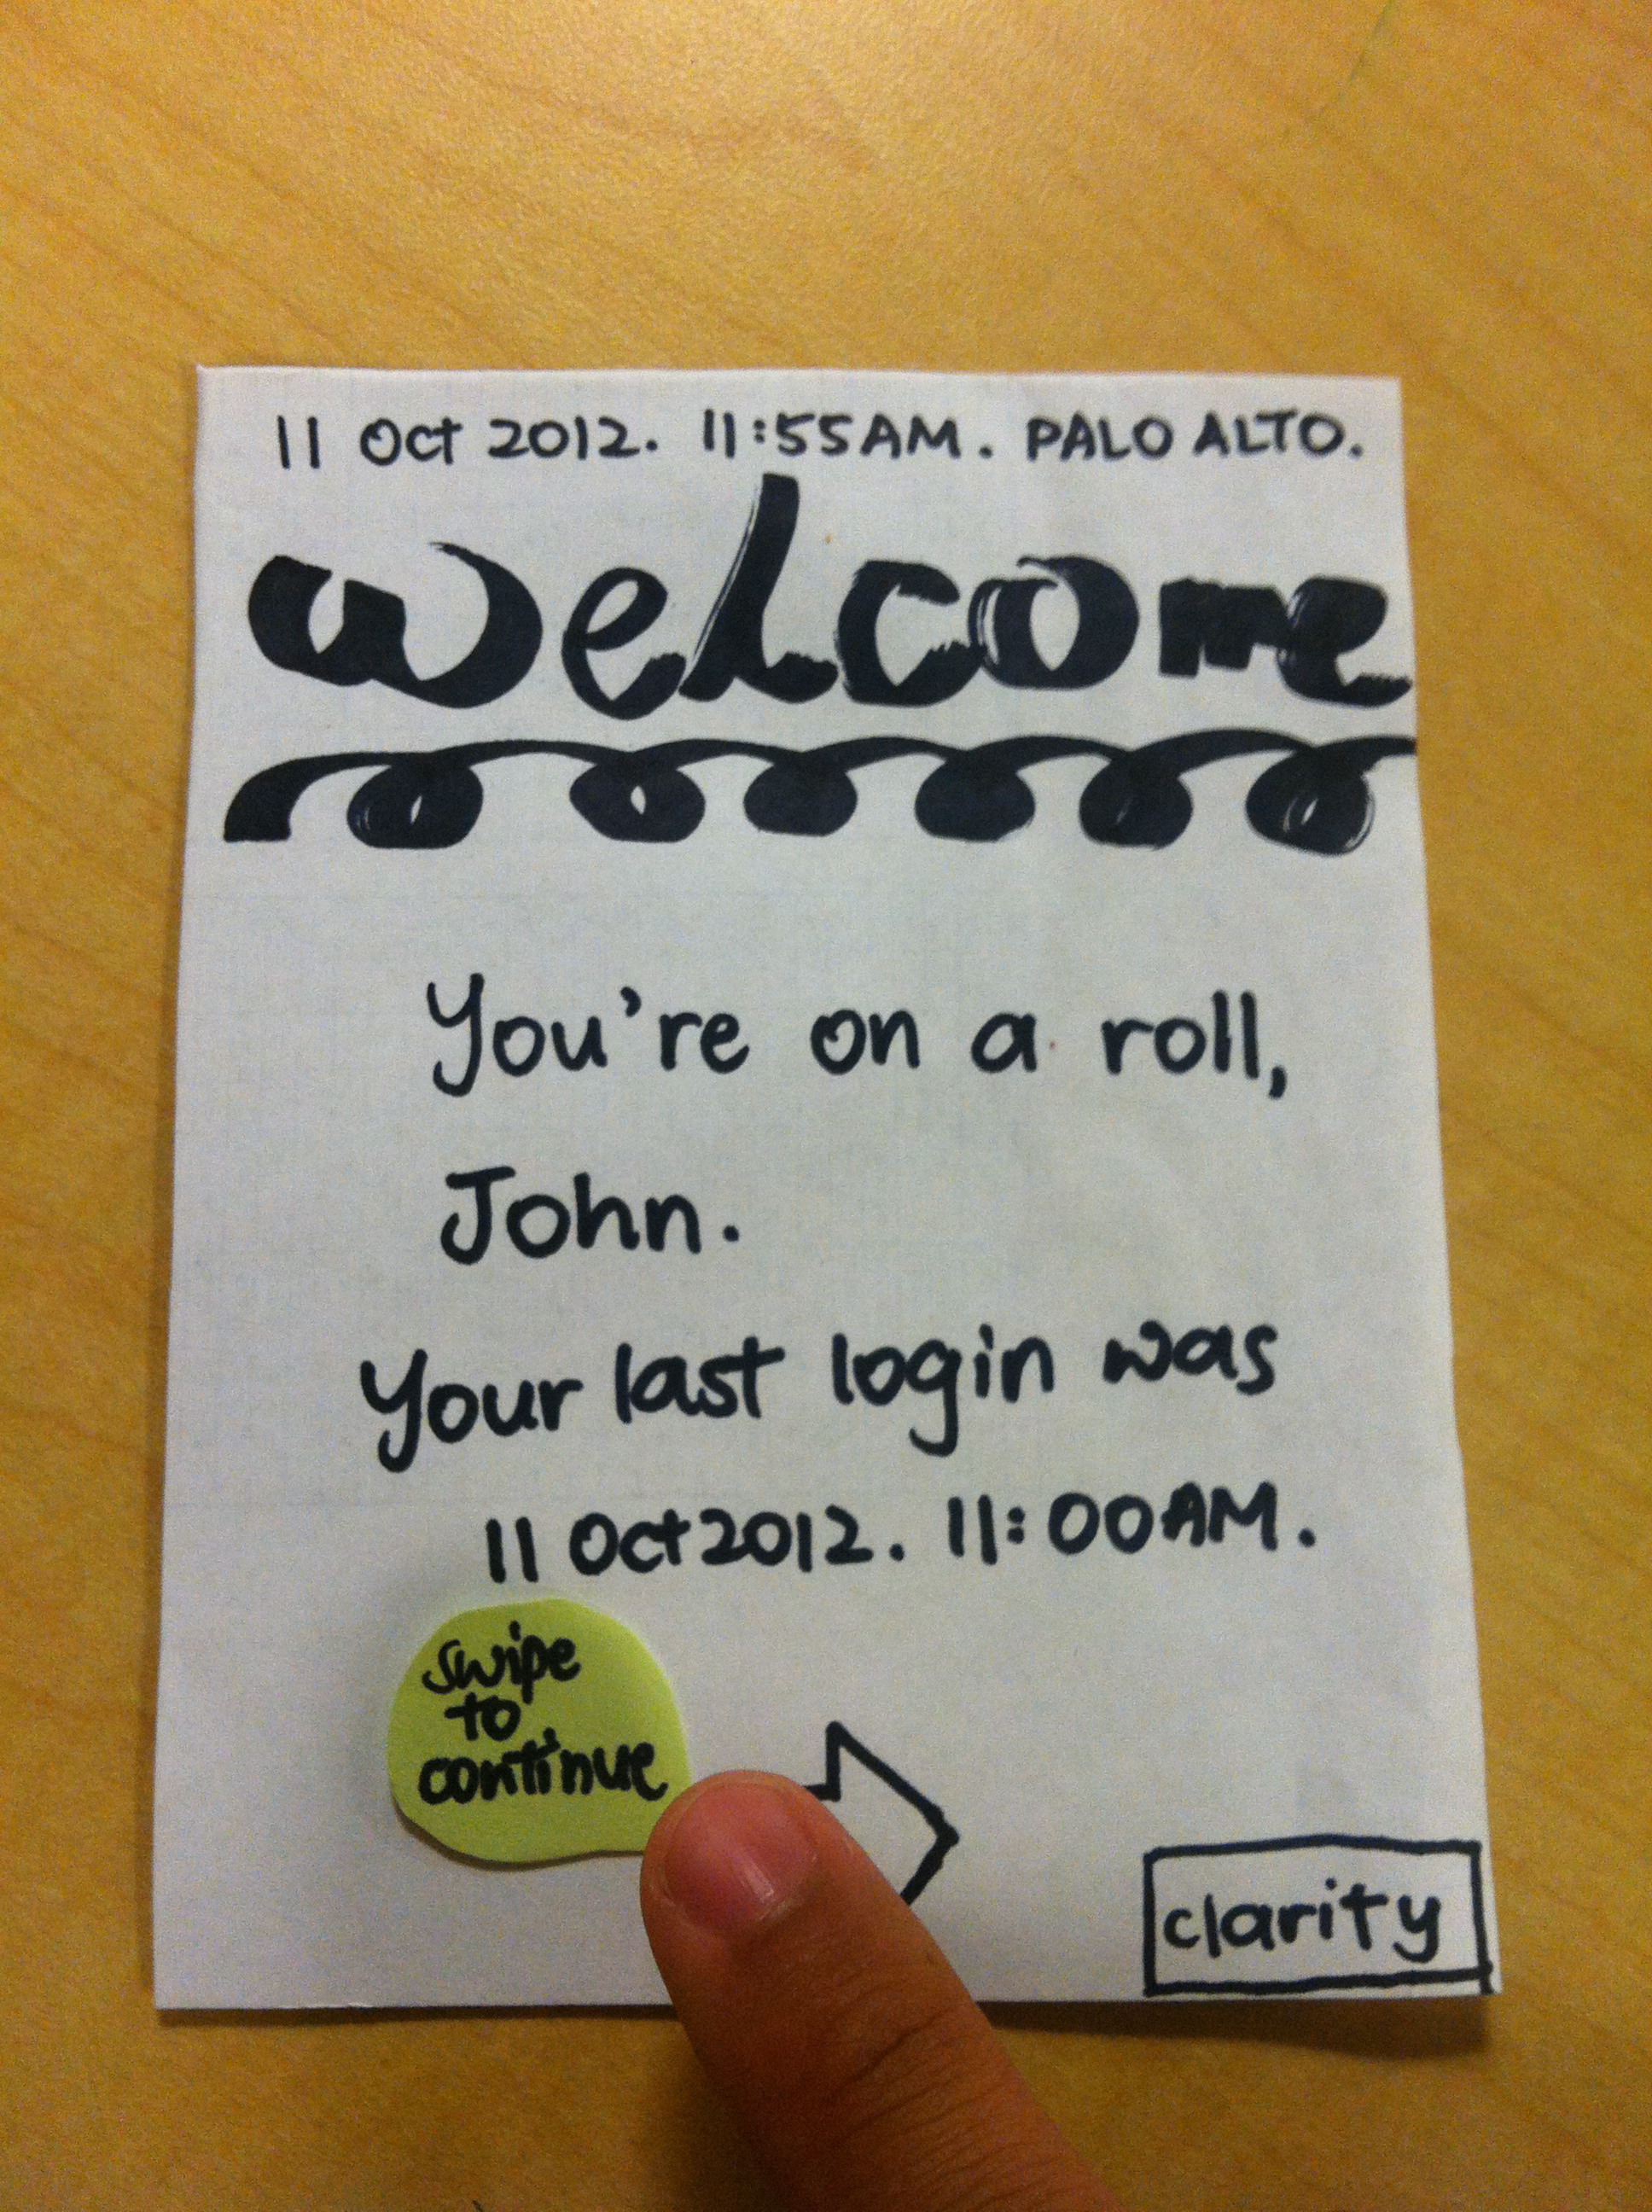 11 Oct 2012. 11:55AM. PALO ALTO.
welcome
You're on a roll,
John.
Your last login was
11 Oct 2012. 11:00AM.
swipe
to
continue
clarity